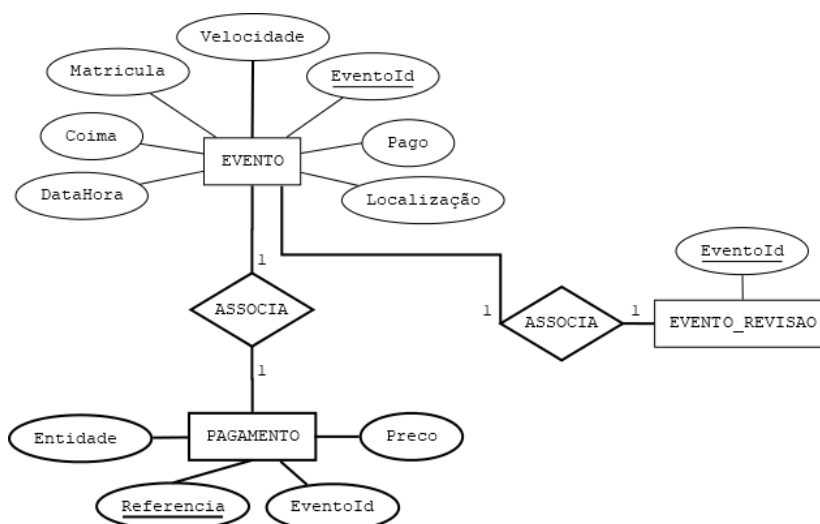 Velocidade
Matricula
EventoId
Coima
Pago
EVENTO
DataHora
Localização
EventoId
1
1
1
ASSOCIA
ASSOCIA
EVENTO_REVISAO
1
Entidade
PAGAMENTO
Preco
Referencia
EventoId